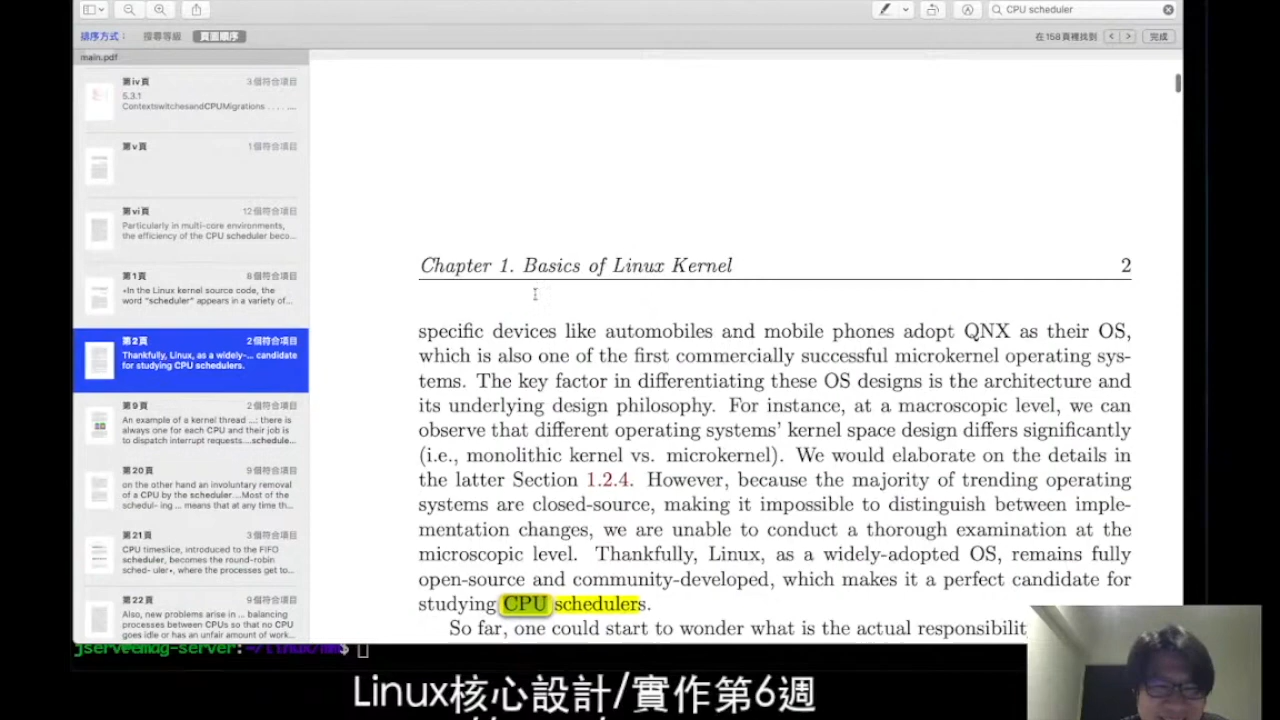 CPU scheduler
排序方式：
搜尋等級
頁面順序
在158頁裡找到
完成
main.pdf
第iv頁
3個符合項目
5.3.1
ContextswitchesandCPUMigrations . . . . ....
第v頁
1個符合項目
第vi頁
12個符合項目
Particularly in multi-core environments,
the efficiency of the CPU scheduler beco...
第1頁
8個符合項目
•In the Linux kernel source code, the
word “scheduler” appears in a variety of...
第2頁
2個符合項目
Thankfully, Linux, as a widely-... candidate
for studying CPU schedulers.
第9頁
2個符合項目
An example of a kernel thread ...: there is
always one for each CPU and their job is
to dispatch interrupt requests....schedule...
第20頁
9個符合項目
on the other hand an involuntary removal
of a CPU by the scheduler....Most of the
schedul- ing ... means that at any time th...
第21頁
3個符合項目
CPU timeslice, introduced to the FIFO
scheduler, becomes the round-robin
sched- uler•, where the processes get to...
第22頁
9個符合項目
Also, new problems arise in ... balancing
processes between CPUs so that no CPU
goes idle or has an unfair amount of work...
Chapter 1. Basics of Linux Kernel 2
specific devices like automobiles and mobile phones adopt QNX as their OS,
which is also one of the first commercially successful microkernel operating sys-
tems. The key factor in differentiating these OS designs is the architecture and
its underlying design philosophy. For instance, at a macroscopic level, we can
observe that different operating systems’ kernel space design differs significantly
(i.e., monolithic kernel vs. microkernel). We would elaborate on the details in
the latter Section 1.2.4. However, because the majority of trending operating
systems are closed-source, making it impossible to distinguish between imple-
mentation changes, we are unable to conduct a thorough examination at the
microscopic level. Thankfully, Linux, as a widely-adopted OS, remains fully
open-source and community-developed, which makes it a perfect candidate for
studying CPU schedulers.
So far, one could start to wonder what is the actual
Linux核心設計/實作第6週